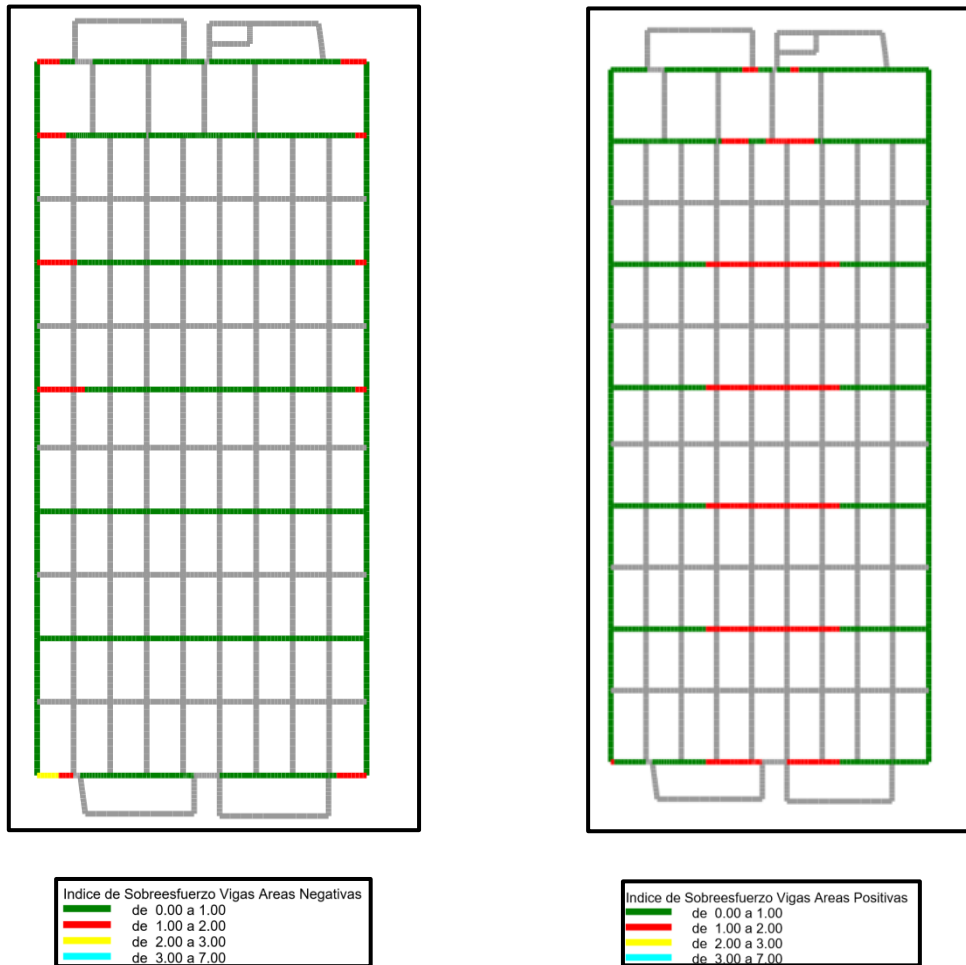 Indice de Sobreesfuerzo Vigas Areas Negativas
de 0.00 a 1.00
de 1.00 a 2.00
de 2.00 a 3.00
de 3.00 a 7.00
Indice de Sobreesfuerzo Vigas Areas Positivas
de 0.00 a 1.00
de 1.00 a 2.00
de 2.00 a 3.00
de 3.00 a 7.00